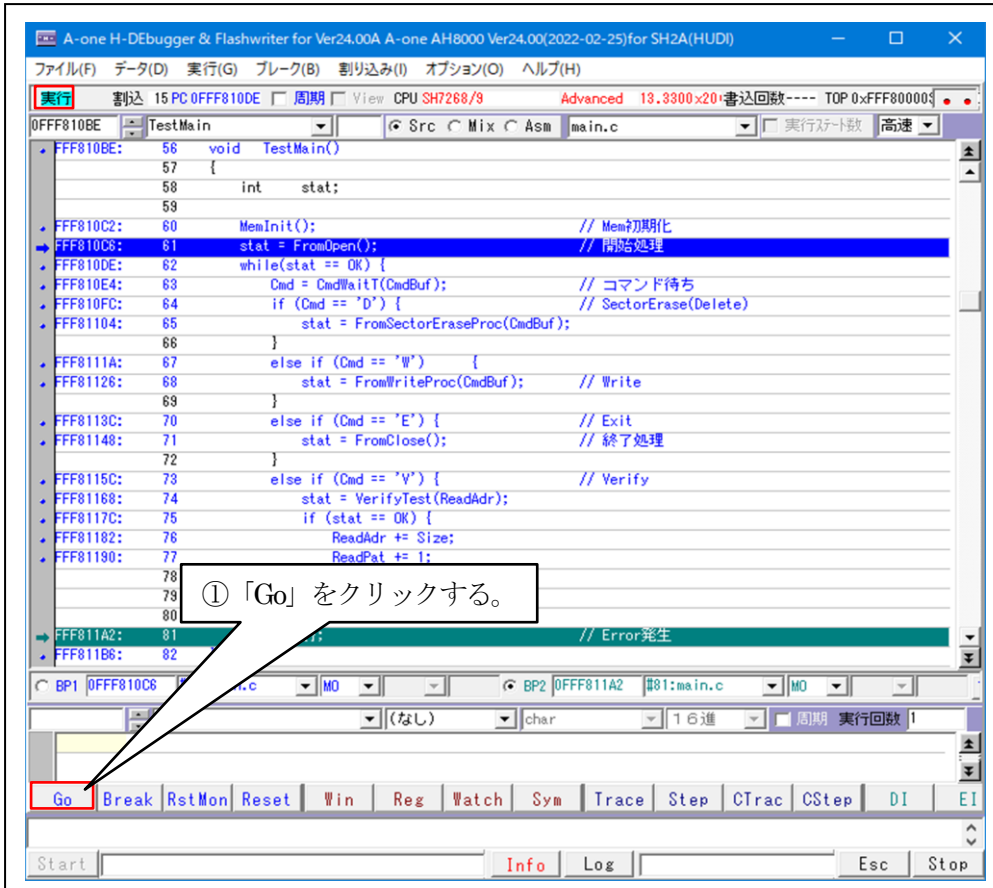 A-one H-DEbugger & Flashwriter for Ver24.00A A-one AH8000 Ver24.00(2022-02-25)for SH2A(HUDI)
ファイル(F) データ(D) 実行(G) ブレーク(B) 割り込み(I) オプション(O) ヘルプ(H)
実行 割込 15 PC 0FFF810DE 周期 View CPU SH7268/9 Advanced 13.3300x20 書込回数---- TOP 0xFFF80000
0FFF810BE TestMain Src Mix Asm main.c 実行ステート数 高速
FFF810BE: 56 void TestMain()
57 {
58 int stat;
59
FFF810C2: 60 MemInit(); // Mem初期化
FFF810C6: 61 stat = FromOpen(); // 開始処理
FFF810DE: 62 while(stat == OK) {
FFF810E4: 63 Cmd = CmdWaitT(CmdBuf); // コマンド待ち
FFF810FC: 64 if (Cmd == 'D') { // SectorErase(Delete)
FFF81104: 65 stat = FromSectorEraseProc(CmdBuf);
66 }
FFF8111A: 67 else if (Cmd == 'W') {
FFF81126: 68 stat = FromWriteProc(CmdBuf); // Write
69 }
FFF8113C: 70 else if (Cmd == 'E') { // Exit
FFF81148: 71 stat = FromClose(); // 終了処理
72 }
FFF8115C: 73 else if (Cmd == 'V') { // Verify
FFF81168: 74 stat = VerifyTest(ReadAdr);
FFF8117C: 75 if (stat == OK) {
FFF81182: 76 ReadAdr += Size;
FFF81190: 77 ReadPat += 1;
78
79
80
①「Go」をクリックする。
FFF811A2: 81 // Error発生
FFF811B6: 82
BP1 0FFF810C6 .c MO BP2 0FFF811A2 #81:main.c MO
(なし) char 16進 周期 実行回数 1
Go Break RstMon Reset Win Reg Watch Sym Trace Step CTrac CStep DI EI
Start Info Log Esc Stop